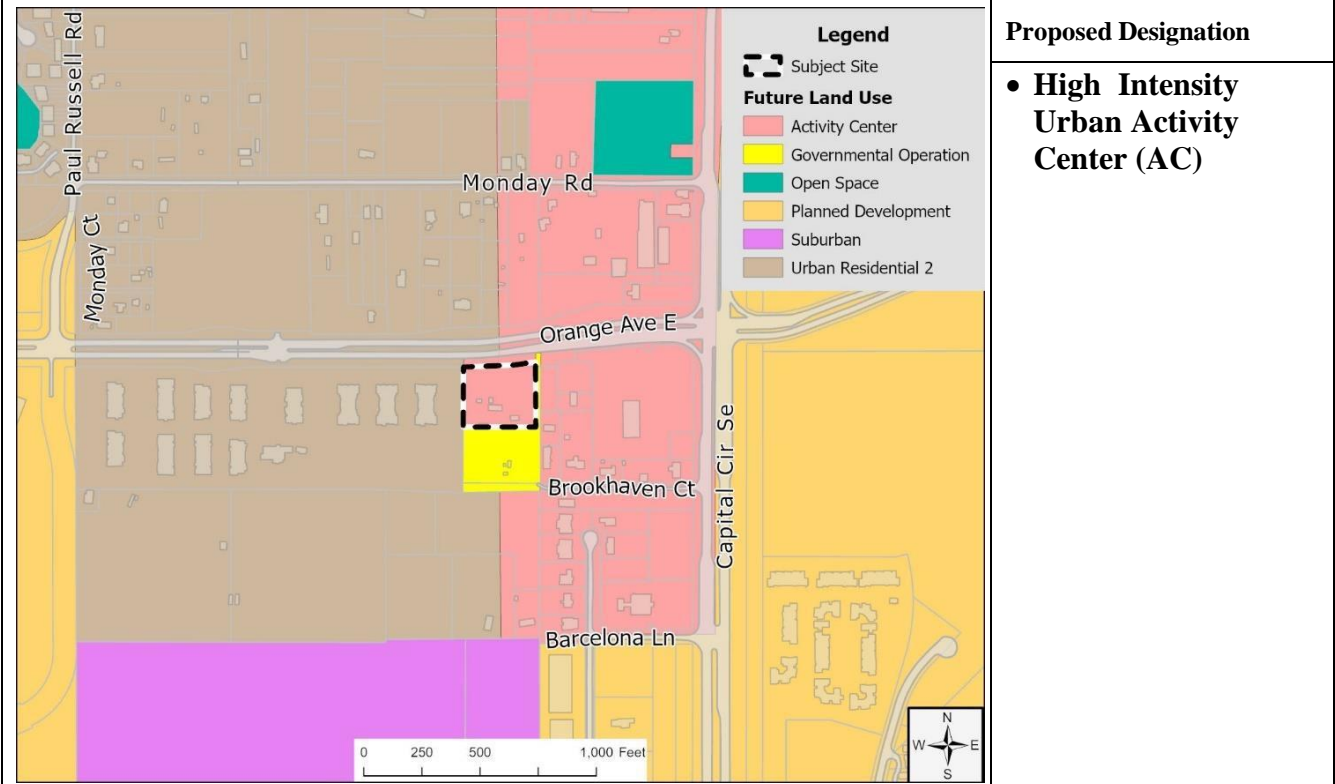 Paul Russell Rd
Monday Ct
Monday Rd
Orange Ave E
Brookhaven Ct
Capital Cir Se
Barcelona Ln
Legend
Subject Site
Future Land Use
Activity Center
Governmental Operation
Open Space
Planned Development
Suburban
Urban Residential 2
0 250 500 1,000 Feet
N
W E
S
Proposed Designation
• High Intensity
Urban Activity
Center (AC)